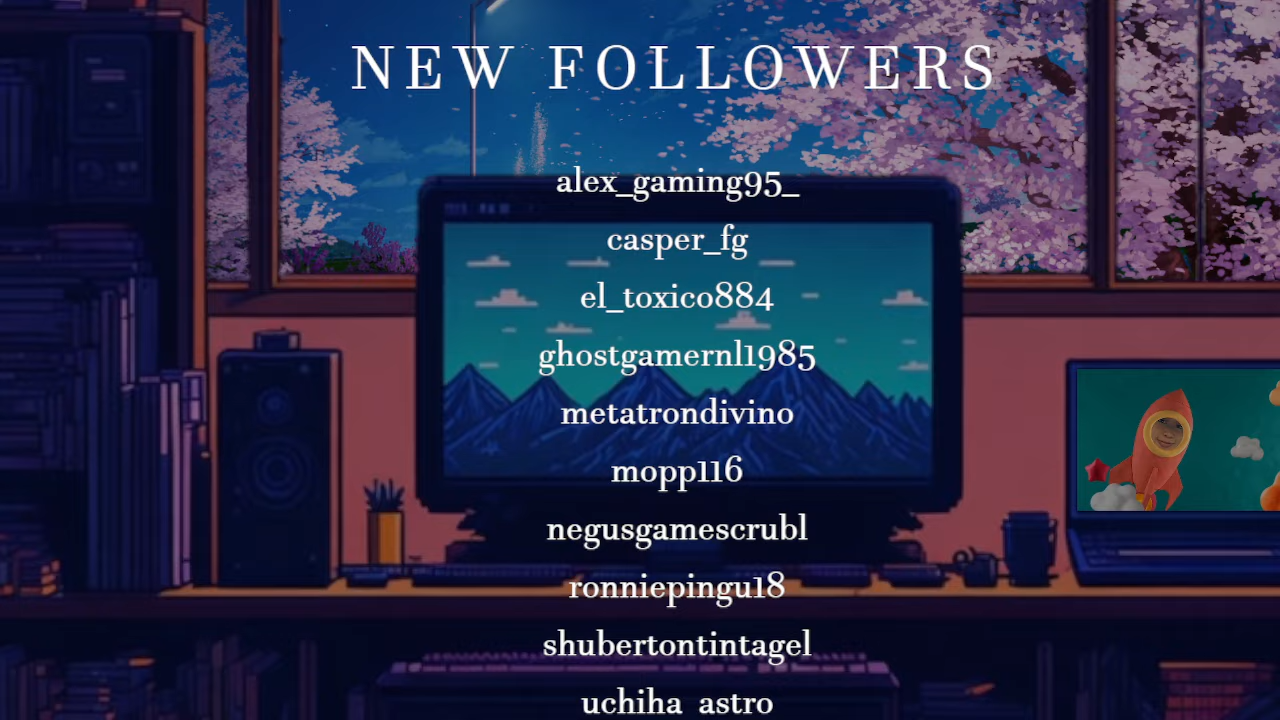 NEW FOLLOWERS
alex_gaming95_
casper_fg
el_toxico884
ghostgamernl1985
metatrondivino
mopp116
negusgamescrubl
ronniepingu18
shubertontintagel
uchiha_astro